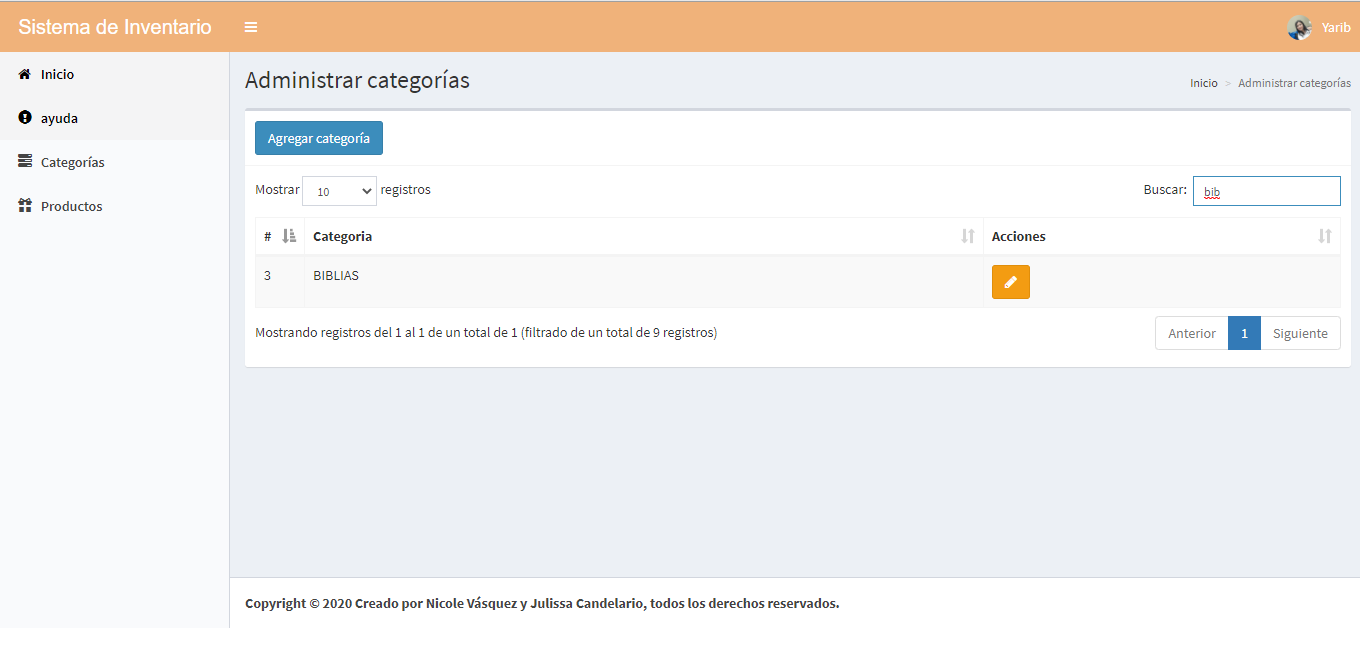 Sistema de Inventario
Yarib
Inicio
ayuda
Categorías
Productos
Administrar categorías
Inicio > Administrar categorías
Agregar categoría
Mostrar 10 registros
Buscar: bib
# Categoria Acciones
3 BIBLIAS
Mostrando registros del 1 al 1 de un total de 1 (filtrado de un total de 9 registros)
Anterior 1 Siguiente
Copyright © 2020 Creado por Nicole Vásquez y Julissa Candelario, todos los derechos reservados.